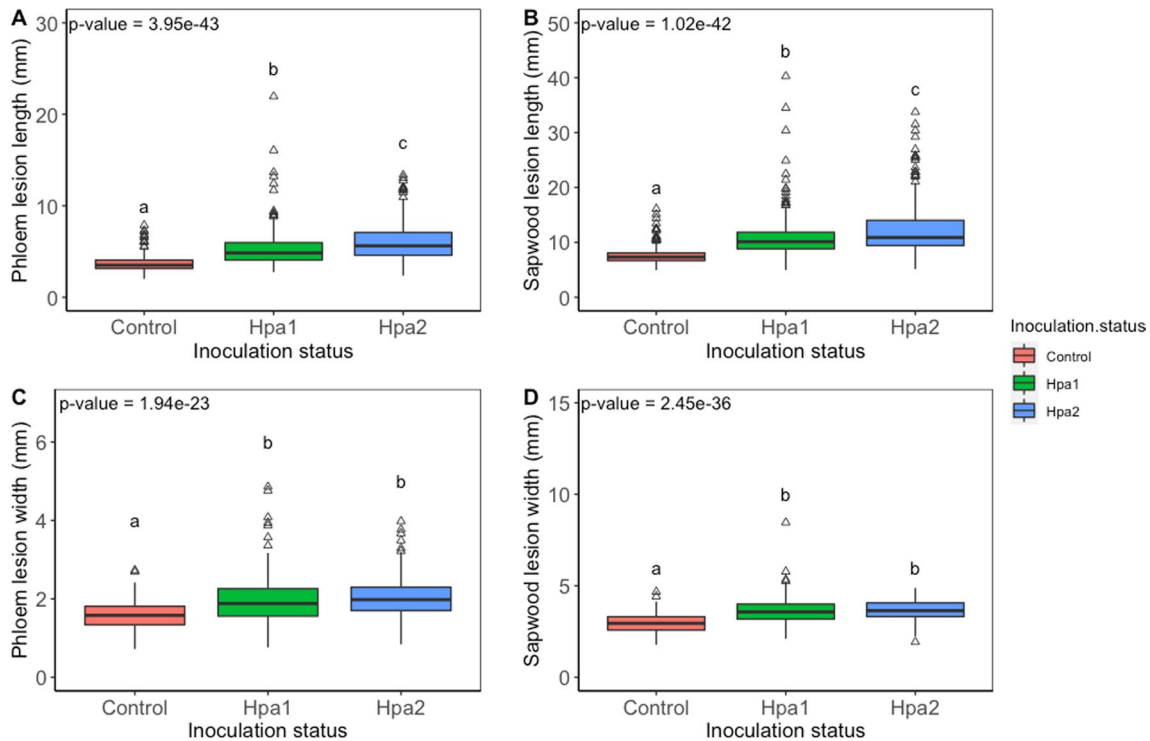 A
p-value = 3.95e-43
Phloem lesion length (mm)
30
20
10
0
a
b
c
Control Hpa1 Hpa2
Inoculation status
B
p-value = 1.02e-42
Sapwood lesion length (mm)
50
40
30
20
10
0
a
b
c
Control Hpa1 Hpa2
Inoculation status
Inoculation.status
Control
Hpa1
Hpa2
C
p-value = 1.94e-23
Phloem lesion width (mm)
6
4
2
0
a
b
b
Control Hpa1 Hpa2
Inoculation status
D
p-value = 2.45e-36
Sapwood lesion width (mm)
15
10
5
0
a
b
b
Control Hpa1 Hpa2
Inoculation status